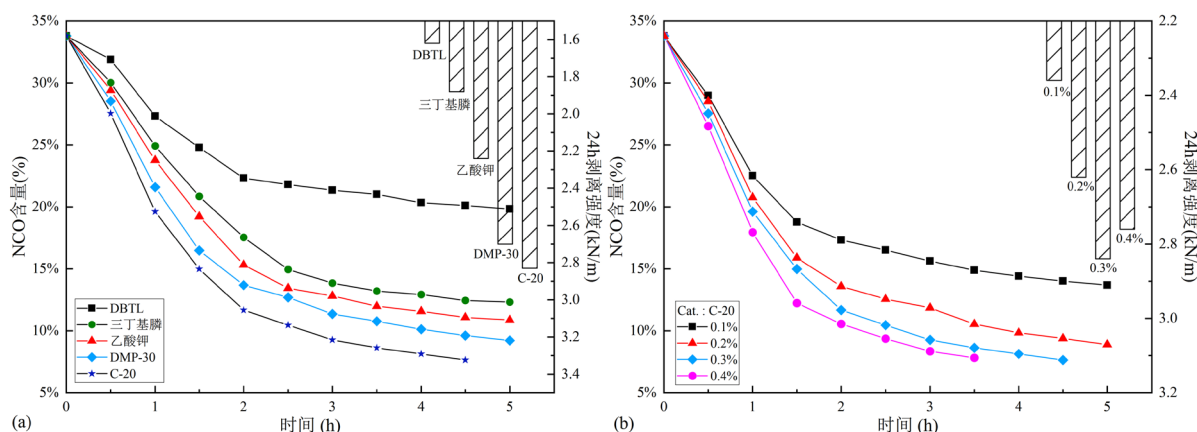 35%
30%
25%
20%
15%
10%
5%
NCO含量(%)
0
1
2
3
4
5
时间 (h)
(a)
1.6
1.8
2.0
2.2
2.4
2.6
2.8
3.0
3.2
3.4
24h剥离强度(kN/m)
DBTL
三丁基膦
乙酸钾
DMP-30
C-20
DBTL
三丁基膦
乙酸钾
DMP-30
C-20
35%
30%
25%
20%
15%
10%
5%
NCO含量(%)
0
1
2
3
4
5
时间 (h)
(b)
2.2
2.4
2.6
2.8
3.0
3.2
24h剥离强度(kN/m)
0.1%
0.2%
0.3%
0.4%
Cat. : C-20
0.1%
0.2%
0.3%
0.4%